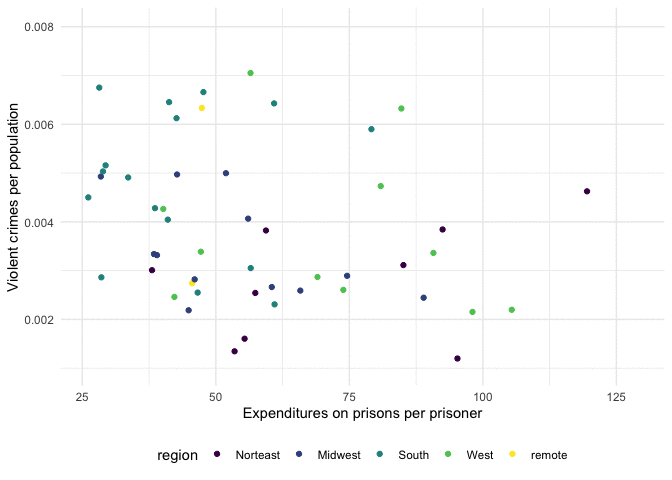 0.008
0.006
0.004
0.002
Violent crimes per population
25 50 75 100 125
Expenditures on prisons per prisoner
region Norteast Midwest South West remote